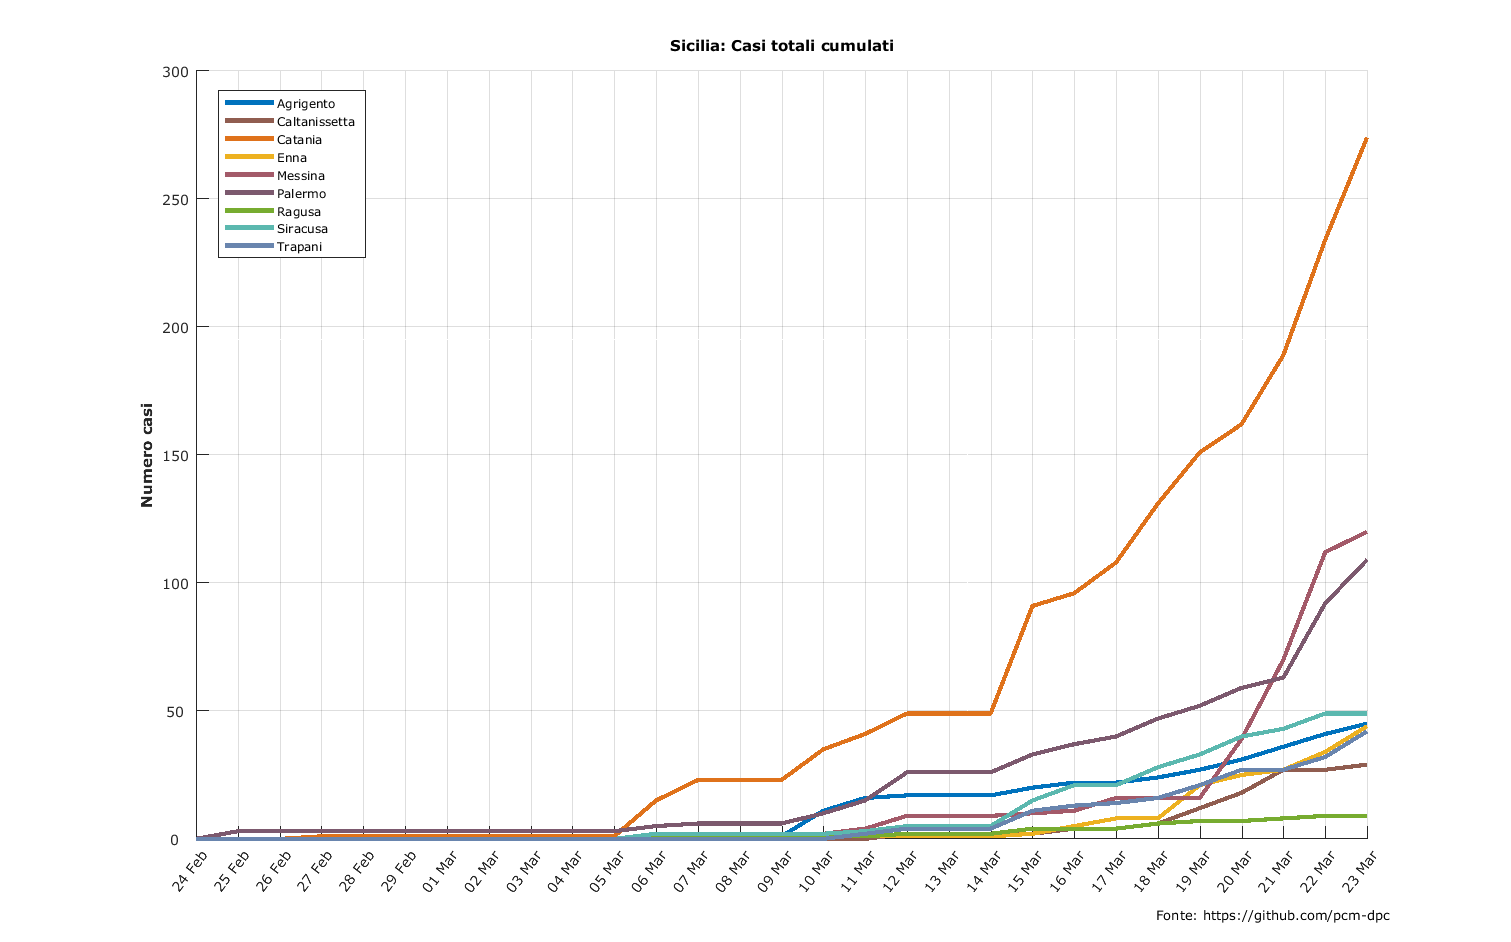 Sicilia: Casi totali cumulati
300
250
200
150
100
50
0
Numero casi
Agrigento
Caltanissetta
Catania
Enna
Messina
Palermo
Ragusa
Siracusa
Trapani
24 Feb
25 Feb
26 Feb
27 Feb
28 Feb
29 Feb
01 Mar
02 Mar
03 Mar
04 Mar
05 Mar
06 Mar
07 Mar
08 Mar
09 Mar
10 Mar
11 Mar
12 Mar
13 Mar
14 Mar
15 Mar
16 Mar
17 Mar
18 Mar
19 Mar
20 Mar
21 Mar
22 Mar
23 Mar
Fonte: https://github.com/pcm-dpc